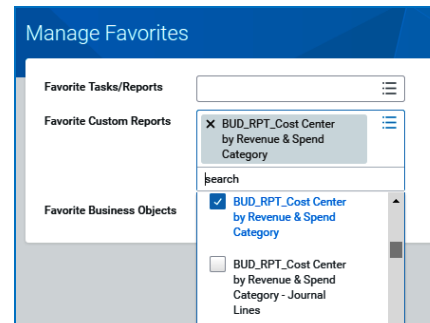 Manage Favorites
Favorite Tasks/Reports
Favorite Custom Reports
× BUD_RPT_Cost Center
by Revenue & Spend
Category
search
Favorite Business Objects
BUD_RPT_Cost Center
by Revenue & Spend
Category
BUD_RPT_Cost Center
by Revenue & Spend
Category - Journal
Lines